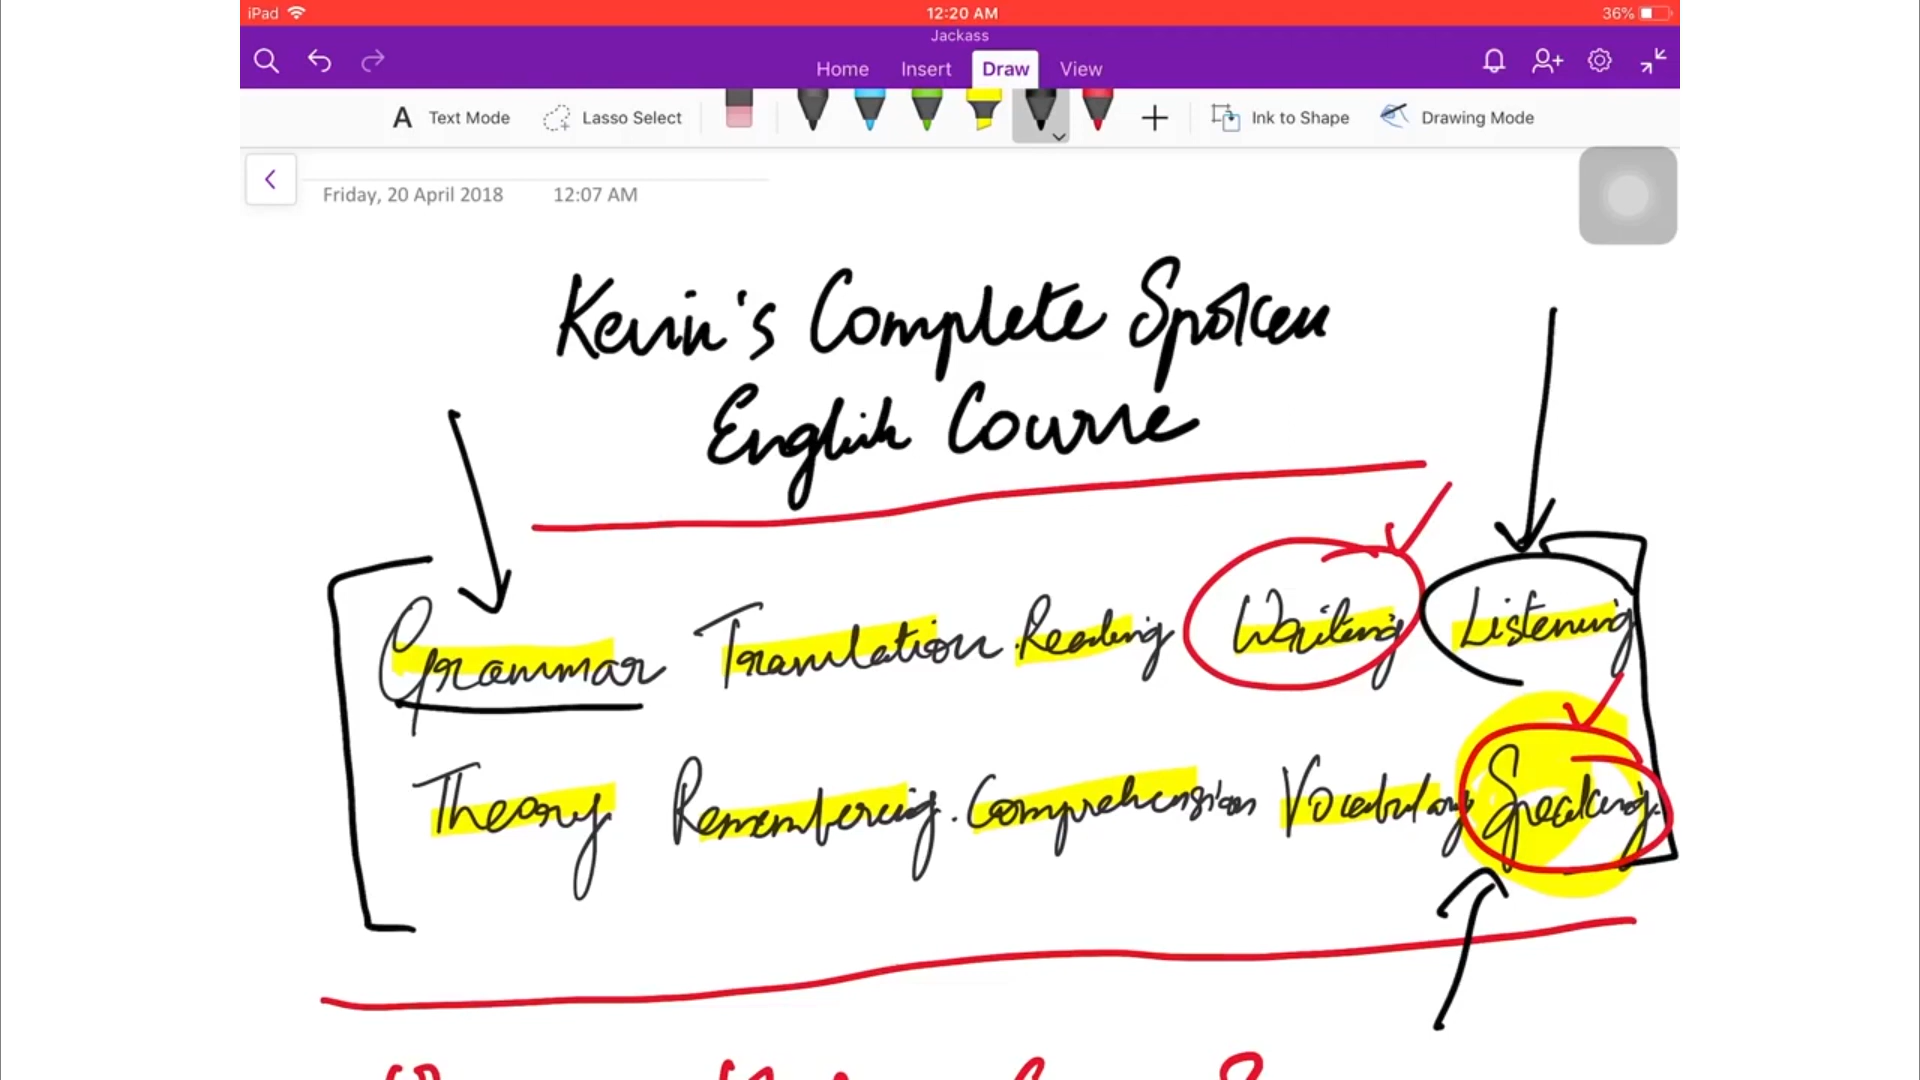 iPad 12:20 AM 36%
Jackass
Home Insert Draw View
A Text Mode Lasso Select Ink to Shape Drawing Mode
Friday, 20 April 2018 12:07 AM
Kevin's Complete Spoken
English Course
Grammar Translation Reading Writing Listening
Theory Remembering. Comprehension Vocabulary Speaking